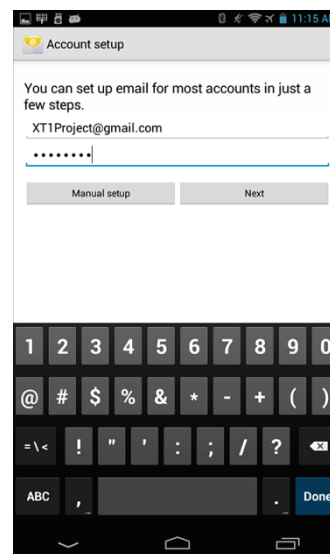 11:15 A
Account setup
You can set up email for most accounts in just a
few steps.
XT1Project@gmail.com
••••••••
Manual setup Next
1 2 3 4 5 6 7 8 9 0
@ # $ % & * - + ( )
=\< ! " ' : ; / ?
ABC , . Done